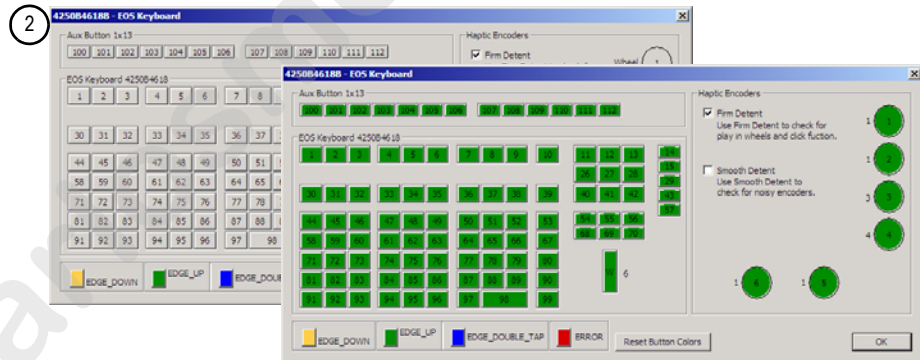 2
4250B4618B - EOS Keyboard
Aux Button 1x13
100 101 102 103 104 105 106 107 108 109 110 111 112
Haptic Encoders
Firm Detent
Wheel 1
EOS Keyboard 4250B4618
1 2 3 4 5 6 7 8
30 31 32 33 34 35 36 37
44 45 46 47 48 49 50 51
58 59 60 61 62 63 64 65
71 72 73 74 75 76 77 78
81 82 83 84 85 86 87 88
91 92 93 94 95 96 97 98
EDGE_DOWN EDGE_UP EDGE_DOUB
4250B4618B - EOS Keyboard
Aux Button 1x13
100 101 102 103 104 105 106 107 108 109 110 111 112
EOS Keyboard 4250B4618
1 2 3 4 5 6 7 8 9 10 11 12 13 14
15
26 27 28 29
30 31 32 33 34 35 36 37 38 39 40 41 42 43
44 45 46 47 48 49 50 51 52 53 54 55 56 57
58 59 60 61 62 63 64 65 66 67 68 69 70
71 72 73 74 75 76 77 78 79 80
81 82 83 84 85 86 87 88 89 90
91 92 93 94 95 96 97 98 99
W 6
Haptic Encoders
Firm Detent
Use Firm Detent to check for
play in wheels and click fuction.
Smooth Detent
Use Smooth Detent to
check for noisy encoders.
1 1
1 2
3 3
4 4
1 6 1 5
EDGE_DOWN EDGE_UP EDGE_DOUBLE_TAP ERROR Reset Button Colors OK